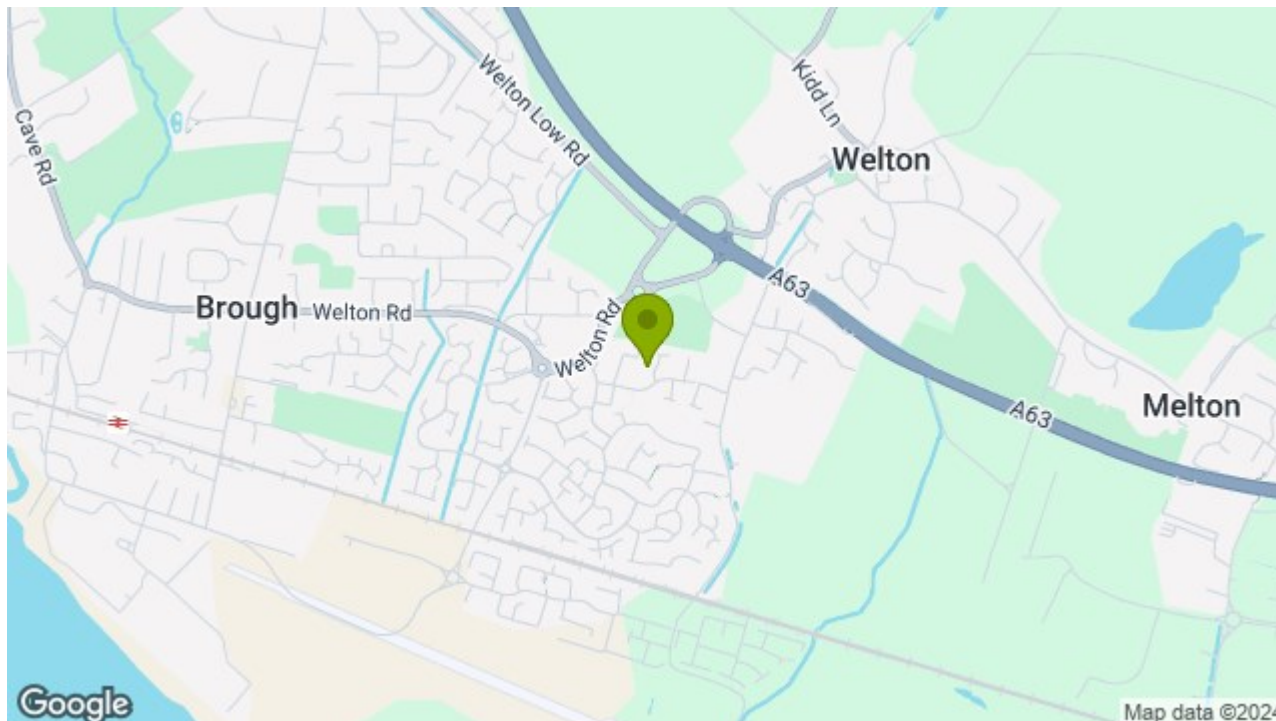 Welton Low Rd
Kidd Ln
Welton
Cave Rd
A63
Brough
Welton Rd
Welton Rd
A63
Melton
Google
Map data ©2024